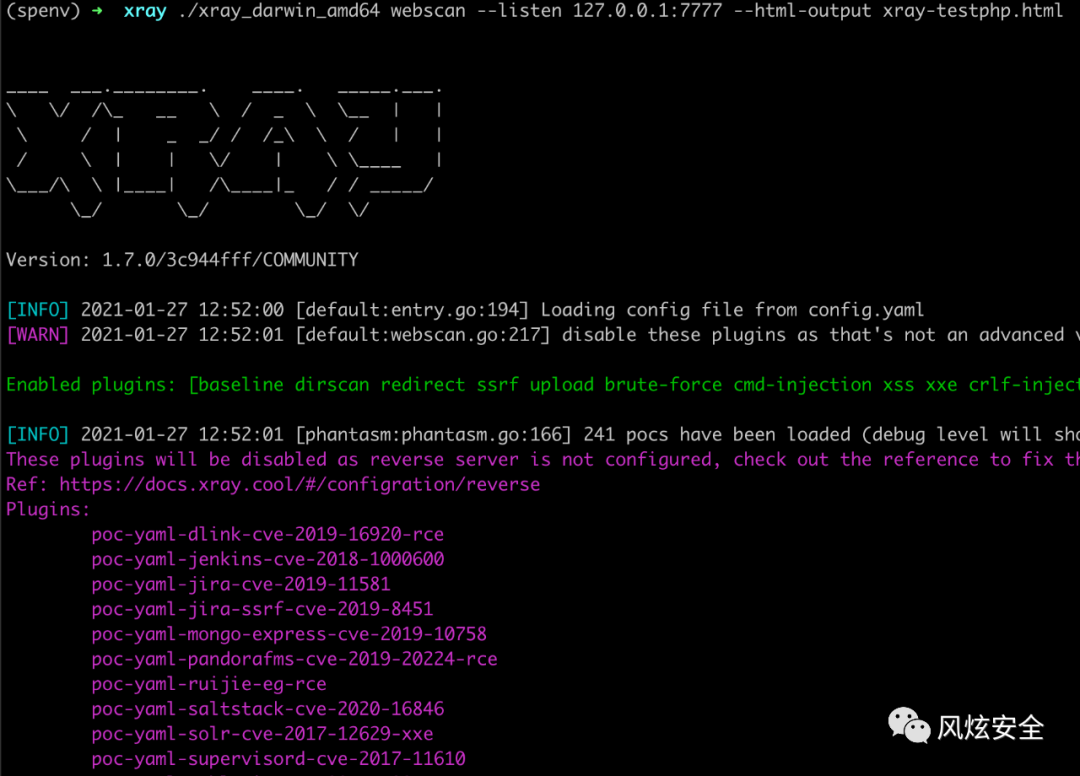 (spenv) → xray ./xray_darwin_amd64 webscan --listen 127.0.0.1:7777 --html-output xray-testphp.html
XRAY
Version: 1.7.0/3c944fff/COMMUNITY
[INFO] 2021-01-27 12:52:00 [default:entry.go:194] Loading config file from config.yaml
[WARN] 2021-01-27 12:52:01 [default:webscan.go:217] disable these plugins as that's not an advanced
Enabled plugins: [baseline dirscan redirect ssrf upload brute-force cmd-injection xss xxe crlf-inject
[INFO] 2021-01-27 12:52:01 [phantasm:phantasm.go:166] 241 pocs have been loaded (debug level will
These plugins will be disabled as reverse server is not configured, check out the reference to fix
Ref: https://docs.xray.cool/#/configration/reverse
Plugins:
poc-yaml-dlink-cve-2019-16920-rce
poc-yaml-jenkins-cve-2018-1000600
poc-yaml-jira-cve-2019-11581
poc-yaml-jira-ssrf-cve-2019-8451
poc-yaml-mongo-express-cve-2019-10758
poc-yaml-pandorafms-cve-2019-20224-rce
poc-yaml-ruijie-eg-rce
poc-yaml-saltstack-cve-2020-16846
poc-yaml-solr-cve-2017-12629-xxe
poc-yaml-supervisord-cve-2017-11610
风炫安全